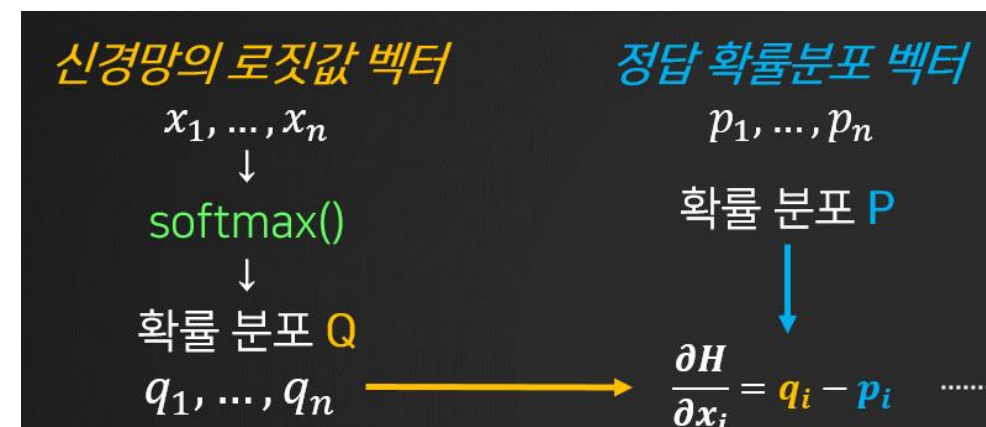 신경망의 로짓값 벡터
x₁, ... , xₙ
↓
softmax()
↓
확률 분포 Q
q₁, ... , qₙ
정답 확률분포 벡터
p₁, ... , pₙ
확률 분포 P
∂H/∂xᵢ = qᵢ − pᵢ ........